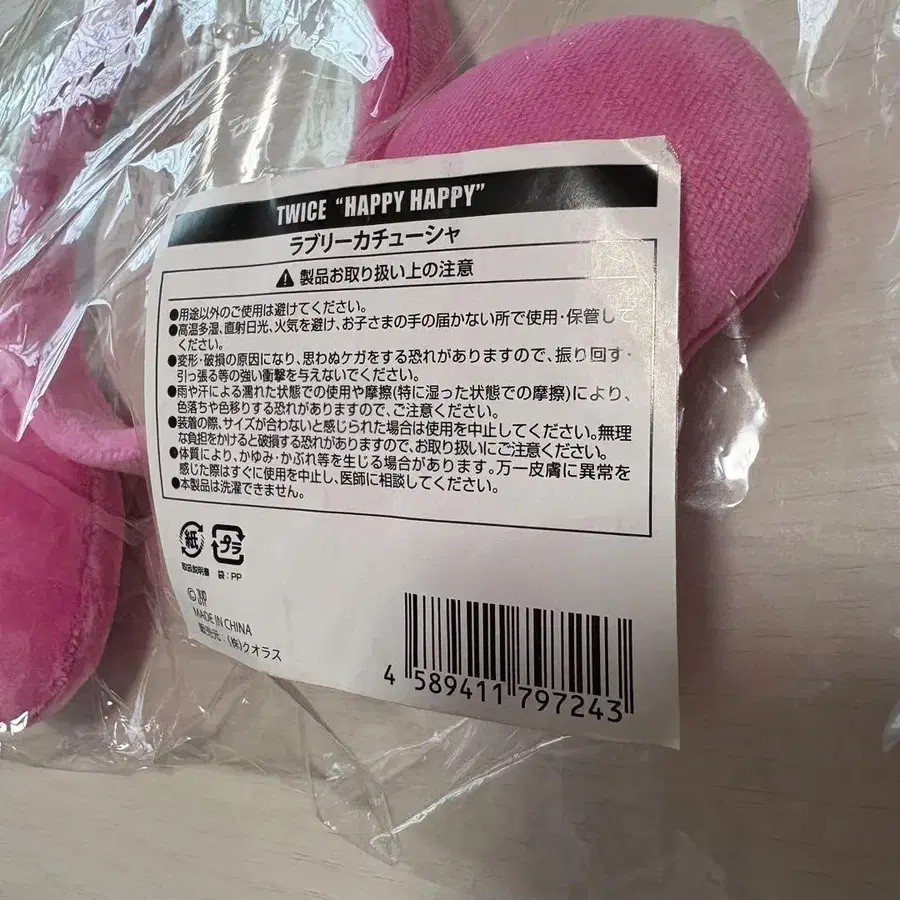 TWICE “HAPPY HAPPY”
ラブリーカチューシャ
製品お取り扱い上の注意
●用途以外のご使用は避けてください。
●高温多湿、直射日光、火気を避け、お子さまの手の届かない所で使用・保管して
ください。
●変形・破損の原因になり、思わぬケガをする恐れがありますので、振り回す・
引っ張る等の強い衝撃を与えないでください。
●雨や汗による濡れた状態での使用や摩擦(特に湿った状態での摩擦)により、
色落ちや色移りする恐れがありますので、ご注意ください。
●装着の際、サイズが合わないと感じられた場合は使用を中止してください。無理
な負担をかけると破損する恐れがありますので、お取り扱いにご注意ください。
●体質により、かゆみ・かぶれ等を生じる場合があります。万一皮膚に異常を
感じた際はすぐに使用を中止し、医師に相談してください。
●本製品は洗濯できません。
紙 プラ
取扱説明書 袋：PP
©
MADE IN CHINA
販売元：(株)クオラス
4 589411 797243